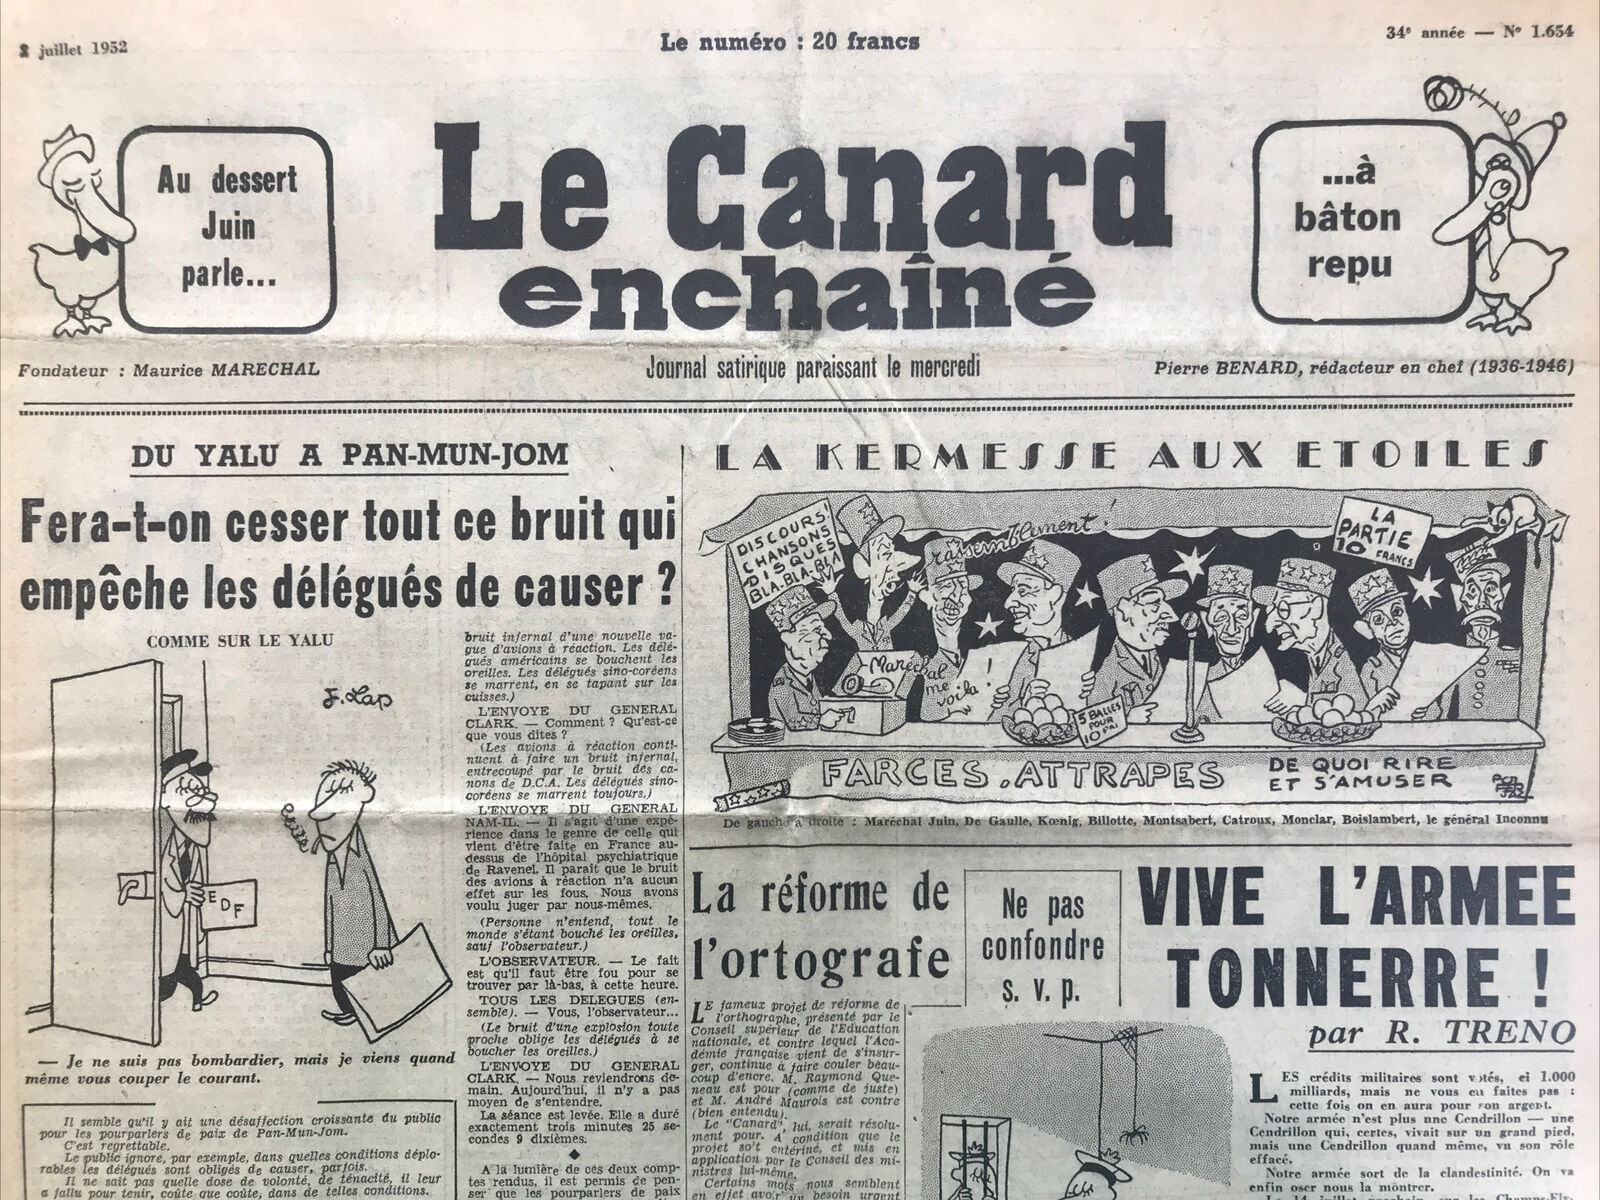 2 juillet 1952
Le numéro : 20 francs
34e année — N° 1.654
Au dessert
Juin
parle...
Le Canard
enchaîné
...à
bâton
repu
Fondateur : Maurice MARECHAL
Journal satirique paraissant le mercredi
Pierre BENARD, rédacteur en chef (1936-1946)
DU YALU A PAN-MUN-JOM
Fera-t-on cesser tout ce bruit qui
empêche les délégués de causer ?
COMME SUR LE YALU
J. Lap
EDF
— Je ne suis pas bombardier, mais je viens quand
même vous couper le courant.
Il semble qu'il y ait une désaffection croissante du public
pour les pourparlers de paix de Pan-Mun-Jom.
C'est regrettable.
Le public ignore, par exemple, dans quelles conditions déplo-
rables les délégués sont obligés de causer, parfois.
Il ne sait pas quelle dose de volonté, de ténacité, il leur
a fallu pour tenir, coûte que coûte, dans de telles conditions.
bruit infernal d'une nouvelle va-
gue d'avions à réaction. Les délé-
gués américains se bouchent les
oreilles. Les délégués sino-coréens
se marrent, en se tapant sur les
cuisses.)
L'ENVOYE DU GENERAL
CLARK. — Comment ? Qu'est-ce
que vous dites ?
(Les avions à réaction conti-
nuent à faire un bruit infernal,
entrecoupé par le bruit des ca-
nons de D.C.A. Les délégués sino-
coréens se marrent toujours.)
L'ENVOYE DU GENERAL
NAM-IL. — Il s'agit d'une expé-
rience dans le genre de celle qui
vient d'être faite en France au-
dessus de l'hôpital psychiatrique
de Ravenel. Il paraît que le bruit
des avions à réaction n'a aucun
effet sur les fous. Nous avons
voulu juger par nous-mêmes.
(Personne n'entend, tout le
monde s'étant bouché les oreilles,
sauf l'observateur.)
L'OBSERVATEUR. — Le fait
est qu'il faut être fou pour se
trouver par là-bas, à cette heure.
TOUS LES DELEGUES (en-
semble). — Vous, l'observateur...
(Le bruit d'une explosion toute
proche oblige les délégués à se
boucher les oreilles.)
L'ENVOYE DU GENERAL
CLARK. — Nous reviendrons de-
main. Aujourd'hui, il n'y a pas
moyen de s'entendre.
La séance est levée. Elle a duré
exactement trois minutes 25 se-
condes 9 dixièmes.
A la lumière de ces deux comp-
tes rendus, il est permis de pen-
ser que les pourparlers de paix
LA KERMESSE AUX ETOILES
DISCOURS!
CHANSONS
DISQUES
BLA-BLA-BLA
rassemblement !
LA
PARTIE
10 FRANCS
Maréchal
me
voilà !
5 BALLES
POUR
10
FARCES, ATTRAPES
DE QUOI RIRE
ET S'AMUSER
De gauche à droite : Maréchal Juin, De Gaulle, Kœnig, Billotte, Montsabert, Catroux, Monclar, Boislambert, le général Inconnu
La réforme de
l'ortografe
LE fameux projet de réforme de
l'orthographe, présenté par le
Conseil supérieur de l'Education
nationale, et contre lequel l'Aca-
démie française vient de s'insur-
ger, continue à faire couler beau-
coup d'encre. M. Raymond Que-
neau est pour (comme de juste)
et M. André Maurois est contre
(bien entendu).
Le "Canard", lui, serait résolu-
ment pour. A condition que le
projet so't entériné, et mis en
application par le Conseil des mi-
nistres lui-même.
Certains mots nous semblent
en effet avoir un besoin urgent
Ne pas
confondre
s. v. p.
VIVE L'ARMEE
TONNERRE !
par R. TRENO
LES crédits militaires sont votés, ci 1.000
milliards, mais ne vous en faites pas :
cette fois on en aura pour son argent.
Notre armée n'est plus une Cendrillon — une
Cendrillon qui, certes, vivait sur un grand pied,
mais une Cendrillon quand même, vu son rôle
effacé.
Notre armée sort de la clandestinité. On va
enfin oser nous la montrer.